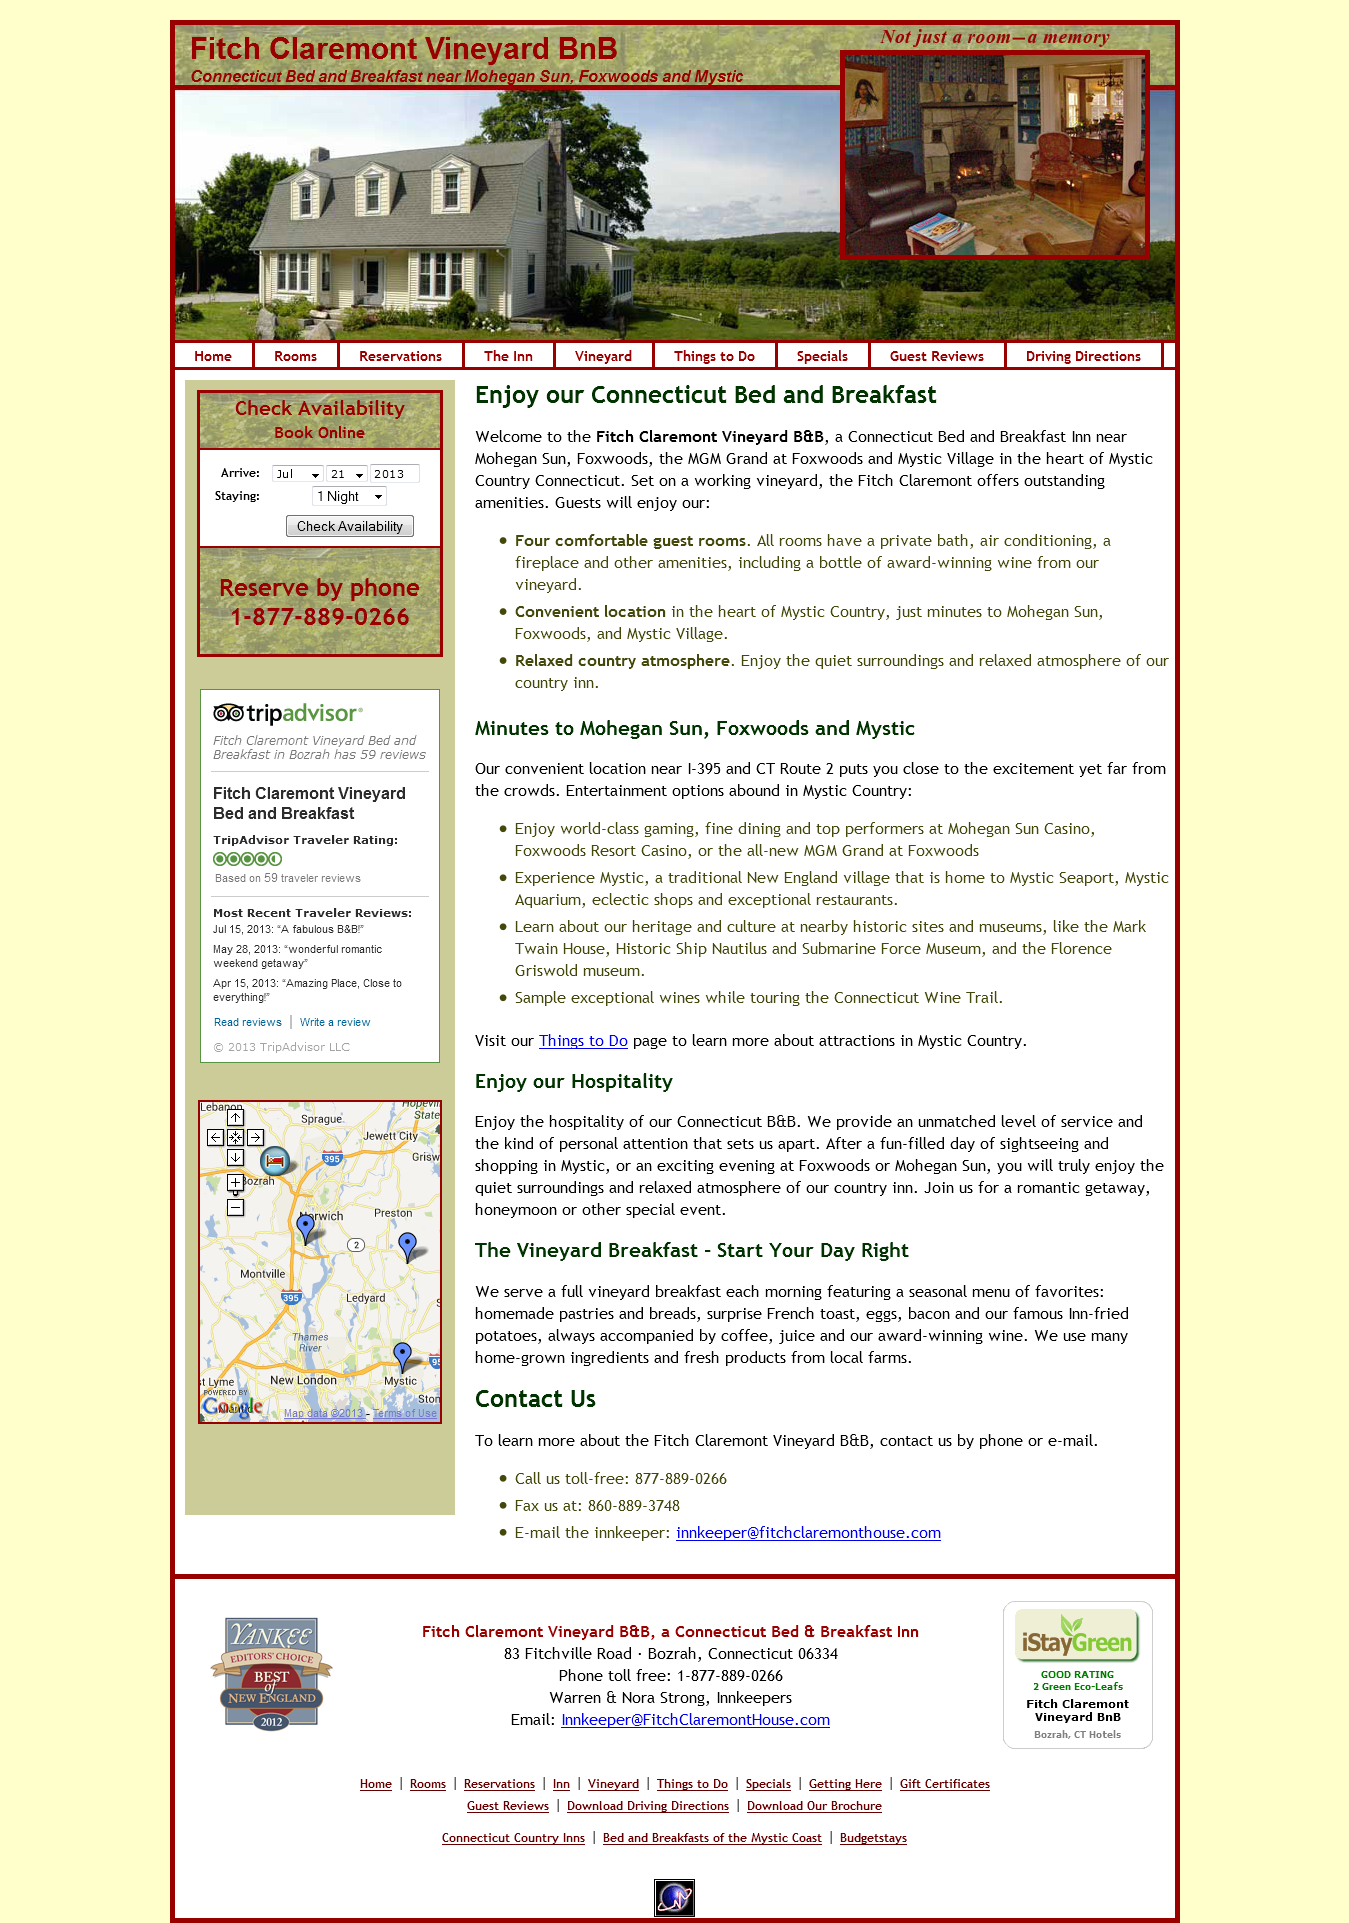 Fitch Claremont Vineyard BnB
Connecticut Bed and Breakfast near Mohegan Sun, Foxwoods and Mystic
Not just a room—a memory
Home
Rooms
Reservations
The Inn
Vineyard
Things to Do
Specials
Guest Reviews
Driving Directions
Check Availability
Book Online
Arrive: Jul 21 2013
Staying: 1 Night
Check Availability
Reserve by phone
1-877-889-0266
tripadvisor®
Fitch Claremont Vineyard Bed and
Breakfast in Bozrah has 59 reviews
Fitch Claremont Vineyard
Bed and Breakfast
TripAdvisor Traveler Rating:
Based on 59 traveler reviews
Most Recent Traveler Reviews:
Jul 15, 2013: “A fabulous B&B!”
May 28, 2013: “wonderful romantic
weekend getaway”
Apr 15, 2013: “Amazing Place, Close to
everything!”
Read reviews | Write a review
© 2013 TripAdvisor LLC
Lebanon
Sprague
State
Jewett City
395
Grisw
Bozrah
Norwich
Preston
2
Montville
395
Ledyard
Thames
River
New London
Mystic
95
st Lyme
Ston
POWERED BY
Google
Niantic
Map data ©2013 - Terms of Use
Enjoy our Connecticut Bed and Breakfast
Welcome to the Fitch Claremont Vineyard B&B, a Connecticut Bed and Breakfast Inn near
Mohegan Sun, Foxwoods, the MGM Grand at Foxwoods and Mystic Village in the heart of Mystic
Country Connecticut. Set on a working vineyard, the Fitch Claremont offers outstanding
amenities. Guests will enjoy our:
• Four comfortable guest rooms. All rooms have a private bath, air conditioning, a
fireplace and other amenities, including a bottle of award-winning wine from our
vineyard.
• Convenient location in the heart of Mystic Country, just minutes to Mohegan Sun,
Foxwoods, and Mystic Village.
• Relaxed country atmosphere. Enjoy the quiet surroundings and relaxed atmosphere of our
country inn.
Minutes to Mohegan Sun, Foxwoods and Mystic
Our convenient location near I-395 and CT Route 2 puts you close to the excitement yet far from
the crowds. Entertainment options abound in Mystic Country:
• Enjoy world-class gaming, fine dining and top performers at Mohegan Sun Casino,
Foxwoods Resort Casino, or the all-new MGM Grand at Foxwoods
• Experience Mystic, a traditional New England village that is home to Mystic Seaport, Mystic
Aquarium, eclectic shops and exceptional restaurants.
• Learn about our heritage and culture at nearby historic sites and museums, like the Mark
Twain House, Historic Ship Nautilus and Submarine Force Museum, and the Florence
Griswold museum.
• Sample exceptional wines while touring the Connecticut Wine Trail.
Visit our Things to Do page to learn more about attractions in Mystic Country.
Enjoy our Hospitality
Enjoy the hospitality of our Connecticut B&B. We provide an unmatched level of service and
the kind of personal attention that sets us apart. After a fun-filled day of sightseeing and
shopping in Mystic, or an exciting evening at Foxwoods or Mohegan Sun, you will truly enjoy the
quiet surroundings and relaxed atmosphere of our country inn. Join us for a romantic getaway,
honeymoon or other special event.
The Vineyard Breakfast - Start Your Day Right
We serve a full vineyard breakfast each morning featuring a seasonal menu of favorites:
homemade pastries and breads, surprise French toast, eggs, bacon and our famous Inn-fried
potatoes, always accompanied by coffee, juice and our award-winning wine. We use many
home-grown ingredients and fresh products from local farms.
Contact Us
To learn more about the Fitch Claremont Vineyard B&B, contact us by phone or e-mail.
• Call us toll-free: 877-889-0266
• Fax us at: 860-889-3748
• E-mail the innkeeper: innkeeper@fitchclaremonthouse.com
YANKEE
EDITORS' CHOICE
BEST
of
NEW ENGLAND
2012
Fitch Claremont Vineyard B&B, a Connecticut Bed & Breakfast Inn
83 Fitchville Road · Bozrah, Connecticut 06334
Phone toll free: 1-877-889-0266
Warren & Nora Strong, Innkeepers
Email: Innkeeper@FitchClaremontHouse.com
iStayGreen
GOOD RATING
2 Green Eco-Leafs
Fitch Claremont
Vineyard BnB
Bozrah, CT Hotels
Home | Rooms | Reservations | Inn | Vineyard | Things to Do | Specials | Getting Here | Gift Certificates
Guest Reviews | Download Driving Directions | Download Our Brochure
Connecticut Country Inns | Bed and Breakfasts of the Mystic Coast | Budgetstays